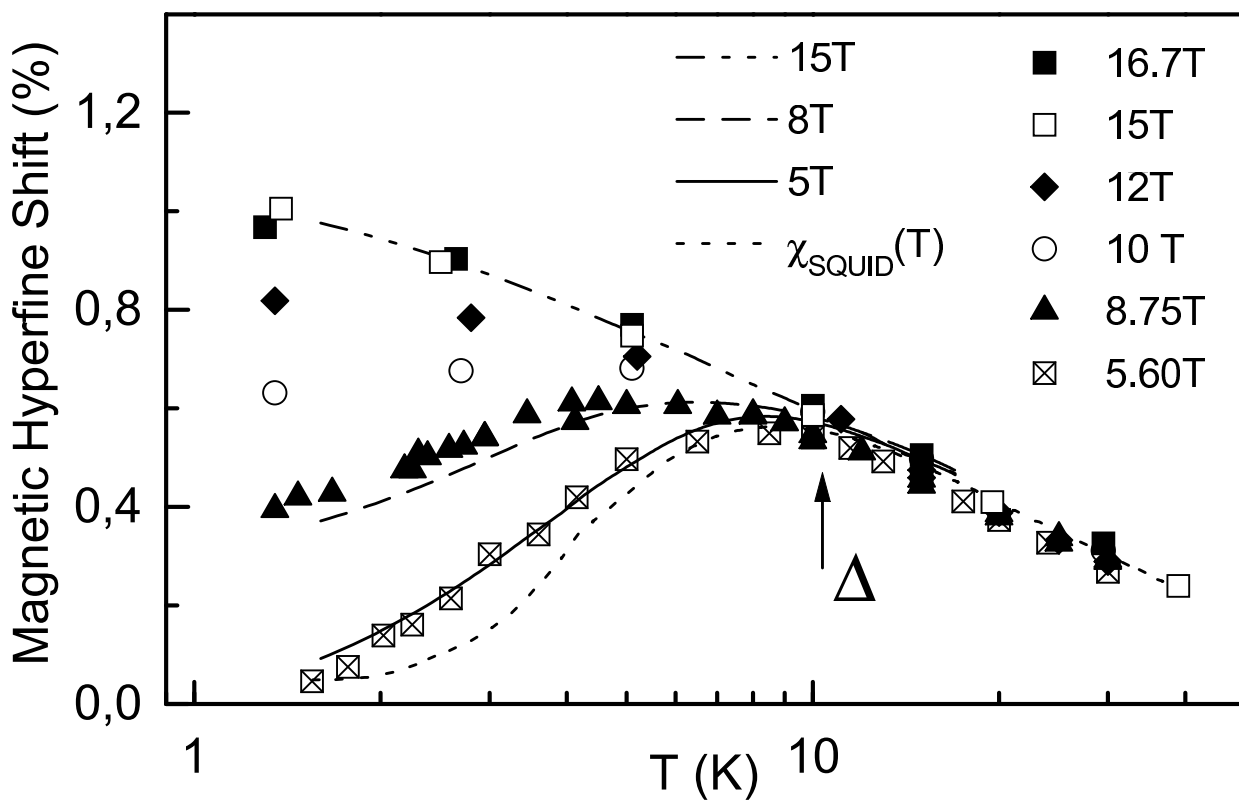 Magnetic Hyperfine Shift (%)
1,2
0,8
0,4
0,0
15T
8T
5T
χSQUID(T)
16.7T
15T
12T
10 T
8.75T
5.60T
Δ
1
10
T (K)